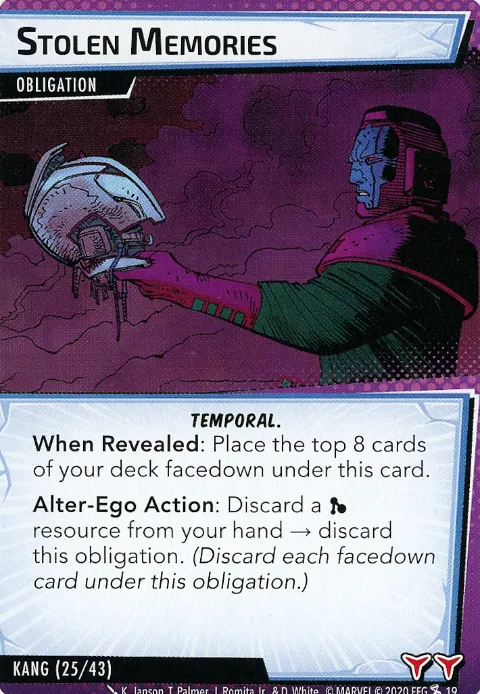 STOLEN MEMORIES
OBLIGATION
TEMPORAL.
When Revealed: Place the top 8 cards
of your deck facedown under this card.
Alter-Ego Action: Discard a
resource from your hand → discard
this obligation. (Discard each facedown
card under this obligation.)
KANG (25/43)
K. Janson, T. Palmer, J. Romita Jr. & D. White. © MARVEL © 2020 FFG 19